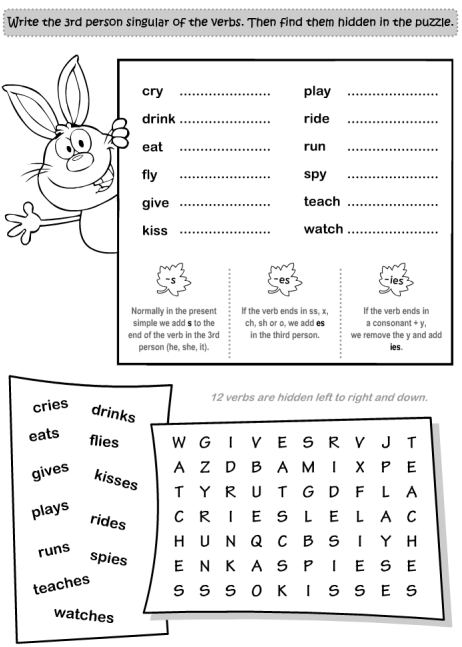 Write the 3rd person singular of the verbs. Then find them hidden in the puzzle.
cry ........................ play ........................
drink ........................ ride ........................
eat ........................ run ........................
fly ........................ spy ........................
give ........................ teach ........................
kiss ........................ watch ........................
-s
Normally in the present
simple we add s to the
end of the verb in the 3rd
person (he, she, it).
-es
If the verb ends in ss, x,
ch, sh or o, we add es
in the third person.
-ies
If the verb ends in
a consonant + y,
we remove the y and add
ies.
12 verbs are hidden left to right and down.
cries drinks
eats flies
gives kisses
plays rides
runs spies
teaches
watches
W G I V E S R V J T
A Z D B A M I X P E
T Y R U T G D F L A
C R I E S L E L A C
H U N Q C B S I Y H
E N K A S P I E S E
S S S O K I S S E S